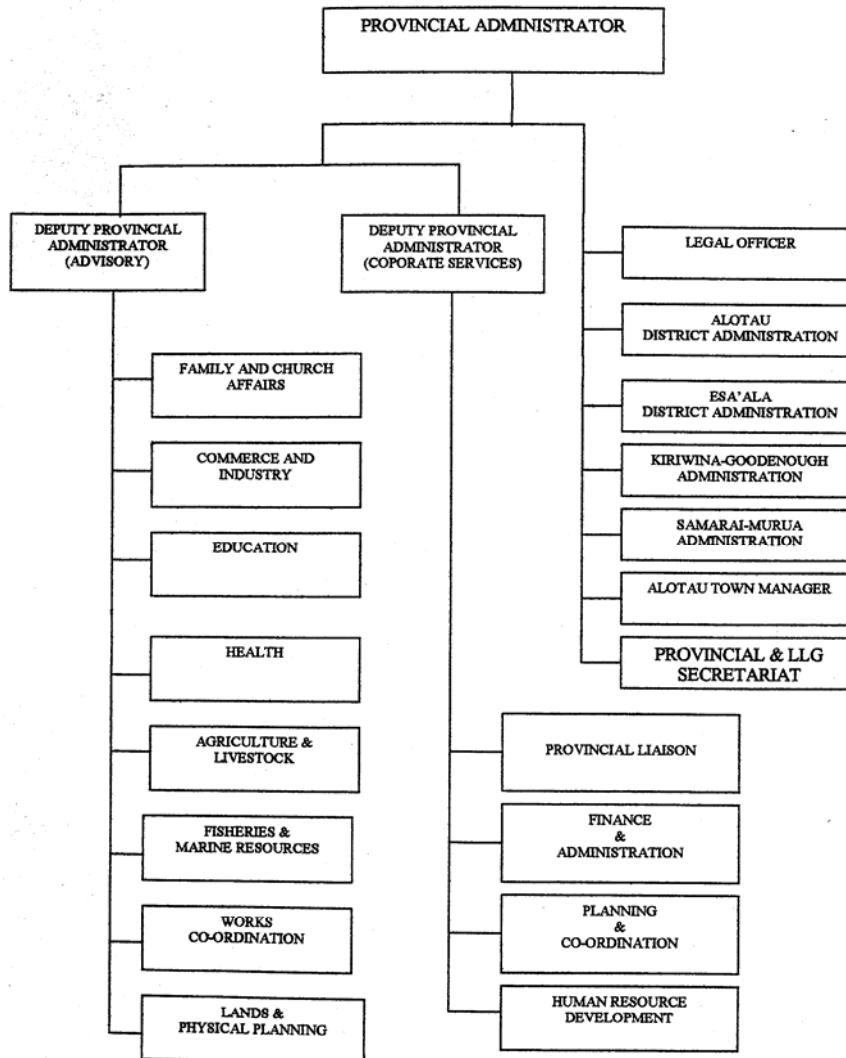 PROVINCIAL ADMINISTRATOR
DEPUTY PROVINCIAL
ADMINISTRATOR
(ADVISORY)
DEPUTY PROVINCIAL
ADMINISTRATOR
(COPORATE SERVICES)
LEGAL OFFICER
ALOTAU
DISTRICT ADMINISTRATION
ESA'ALA
DISTRICT ADMINISTRATION
KIRIWINA-GOODENOUGH
ADMINISTRATION
SAMARAI-MURUA
ADMINISTRATION
ALOTAU TOWN MANAGER
PROVINCIAL & LLG
SECRETARIAT
FAMILY AND CHURCH
AFFAIRS
COMMERCE AND
INDUSTRY
EDUCATION
HEALTH
AGRICULTURE &
LIVESTOCK
FISHERIES &
MARINE RESOURCES
WORKS
CO-ORDINATION
LANDS &
PHYSICAL PLANNING
PROVINCIAL LIAISON
FINANCE
&
ADMINISTRATION
PLANNING
&
CO-ORDINATION
HUMAN RESOURCE
DEVELOPMENT